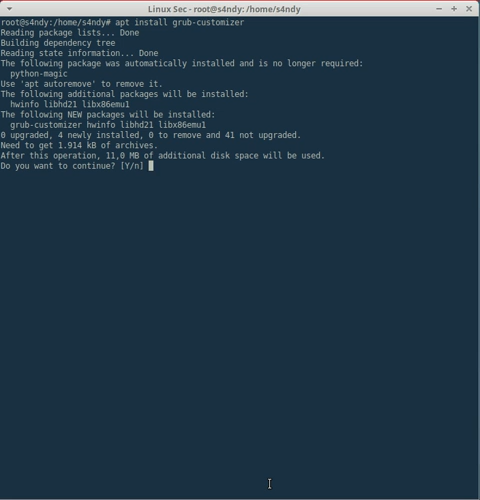 Linux Sec - root@s4ndy: /home/s4ndy
root@s4ndy:/home/s4ndy# apt install grub-customizer
Reading package lists... Done
Building dependency tree
Reading state information... Done
The following package was automatically installed and is no longer required:
  python-magic
Use 'apt autoremove' to remove it.
The following additional packages will be installed:
  hwinfo libhd21 libx86emu1
The following NEW packages will be installed:
  grub-customizer hwinfo libhd21 libx86emu1
0 upgraded, 4 newly installed, 0 to remove and 41 not upgraded.
Need to get 1.914 kB of archives.
After this operation, 11,0 MB of additional disk space will be used.
Do you want to continue? [Y/n]